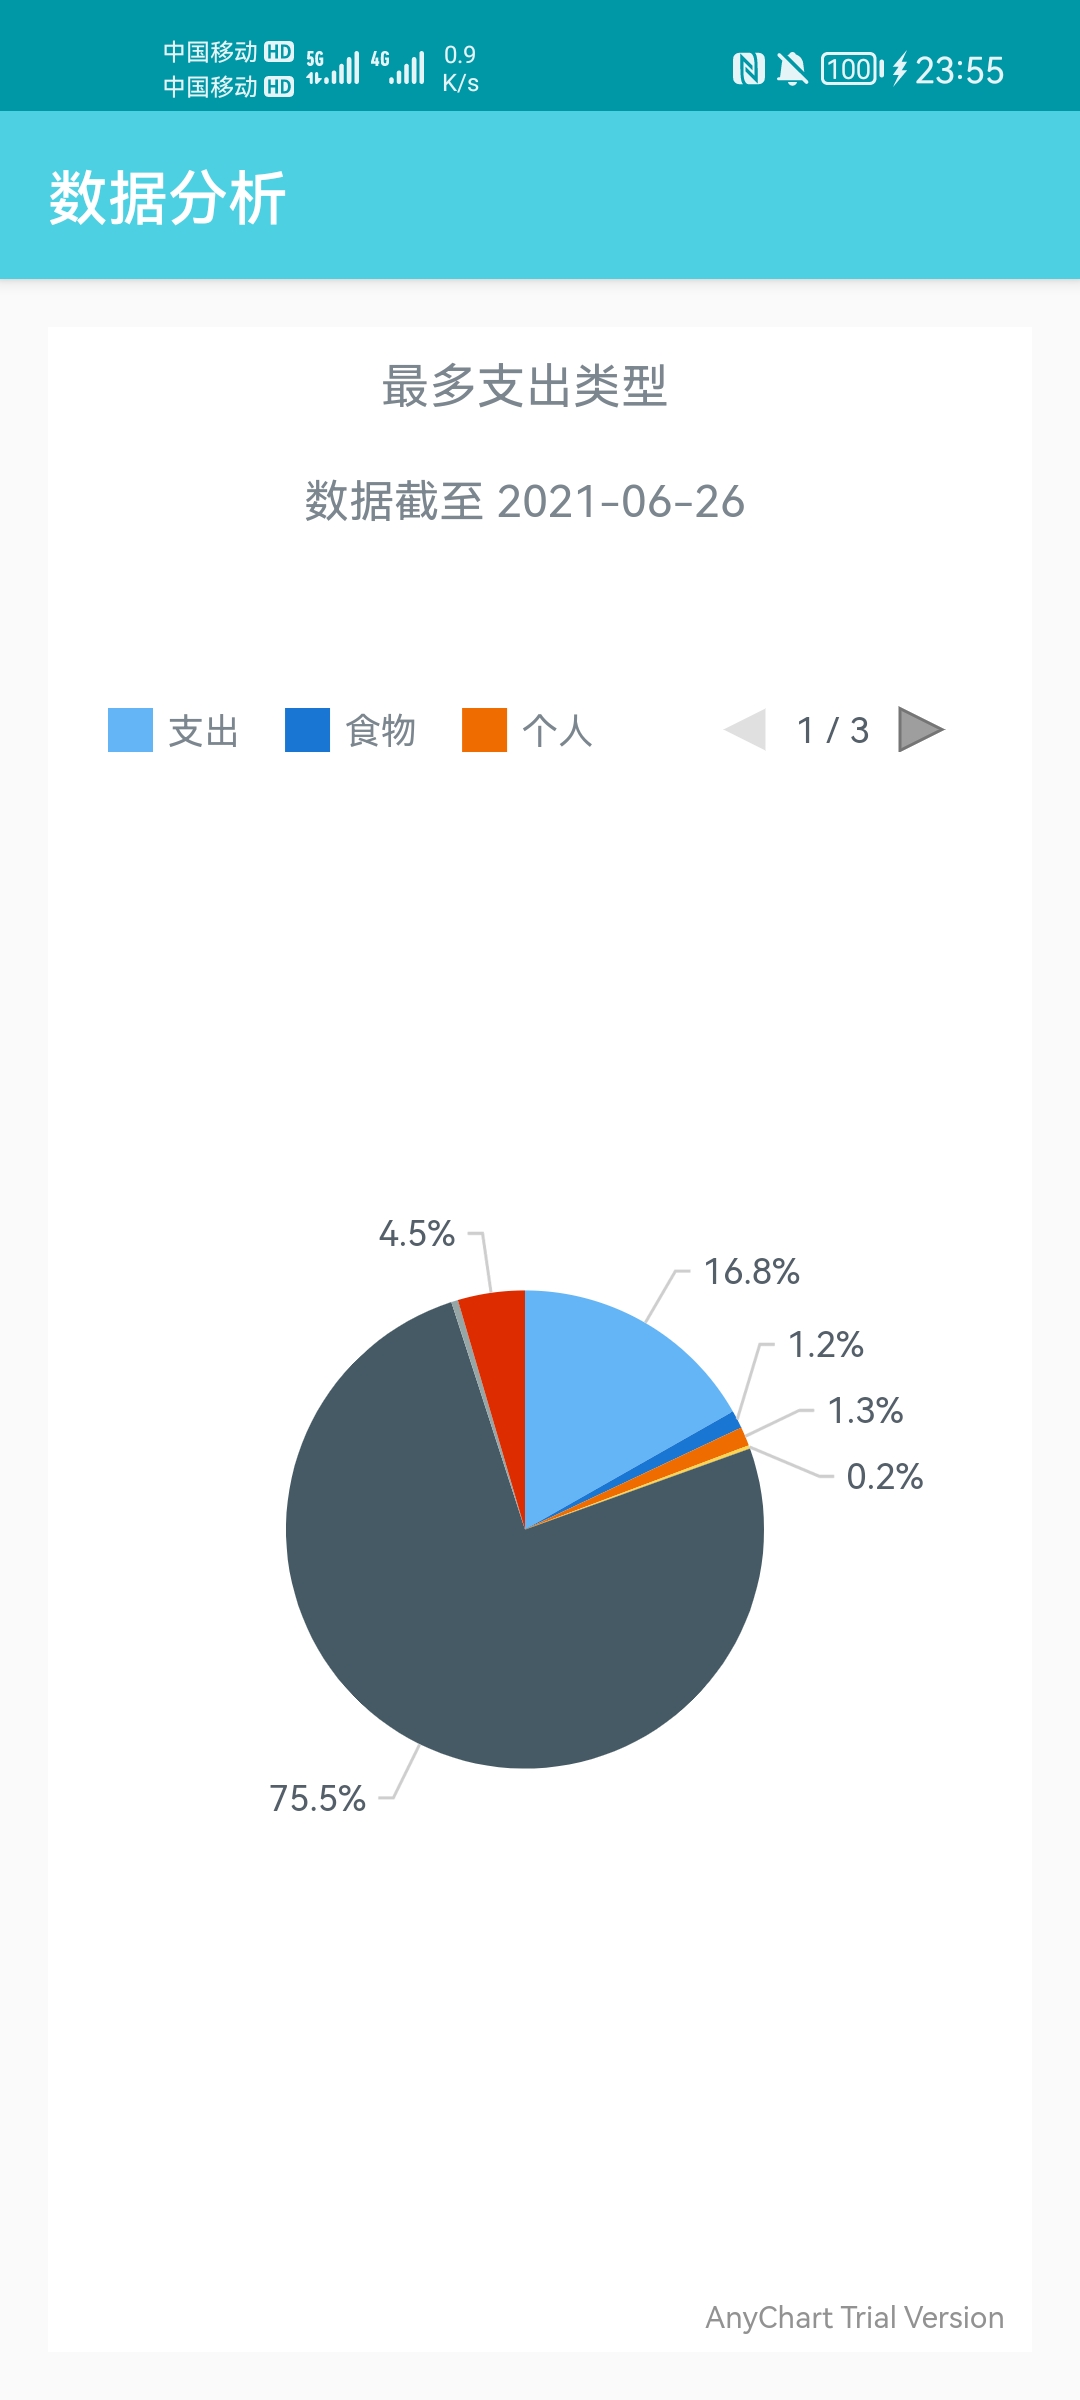 中国移动 HD
中国移动 HD
5G
4G
0.9
K/s
100
23:55
数据分析
最多支出类型
数据截至 2021-06-26
支出 食物 个人 1 / 3
4.5%
16.8%
1.2%
1.3%
0.2%
75.5%
AnyChart Trial Version